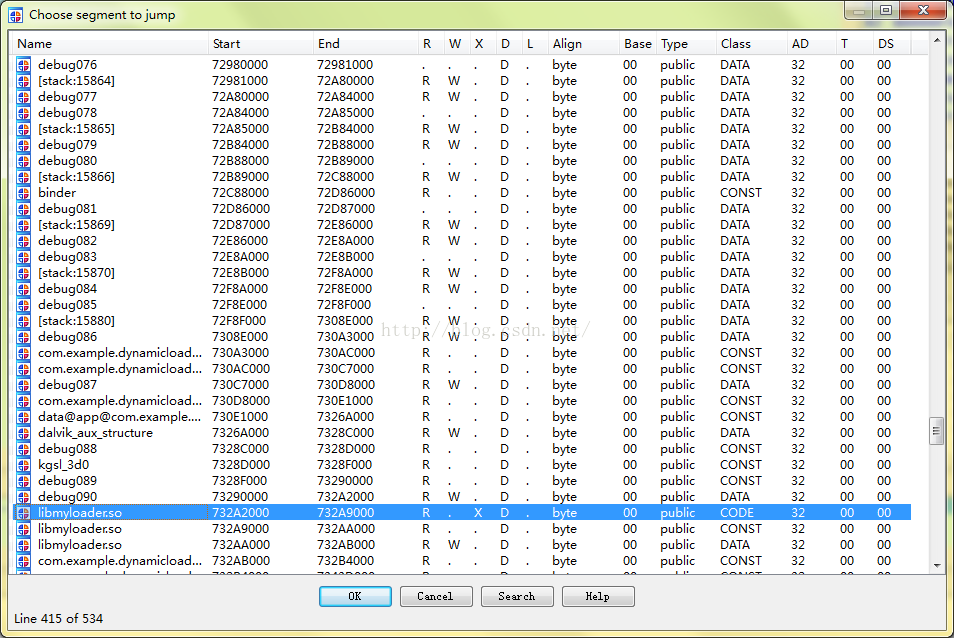 Choose segment to jump
Name Start End R W X D L Align Base Type Class AD T DS
debug076 72980000 72981000 . . . D . byte 00 public DATA 32 00 00
[stack:15864] 72981000 72A80000 R W . D . byte 00 public DATA 32 00 00
debug077 72A80000 72A84000 R W . D . byte 00 public DATA 32 00 00
debug078 72A84000 72A85000 . . . D . byte 00 public DATA 32 00 00
[stack:15865] 72A85000 72B84000 R W . D . byte 00 public DATA 32 00 00
debug079 72B84000 72B88000 R W . D . byte 00 public DATA 32 00 00
debug080 72B88000 72B89000 . . . D . byte 00 public DATA 32 00 00
[stack:15866] 72B89000 72C88000 R W . D . byte 00 public DATA 32 00 00
binder 72C88000 72D86000 R . . D . byte 00 public CONST 32 00 00
debug081 72D86000 72D87000 . . . D . byte 00 public DATA 32 00 00
[stack:15869] 72D87000 72E86000 R W . D . byte 00 public DATA 32 00 00
debug082 72E86000 72E8A000 R W . D . byte 00 public DATA 32 00 00
debug083 72E8A000 72E8B000 . . . D . byte 00 public DATA 32 00 00
[stack:15870] 72E8B000 72F8A000 R W . D . byte 00 public DATA 32 00 00
debug084 72F8A000 72F8E000 R W . D . byte 00 public DATA 32 00 00
debug085 72F8E000 72F8F000 . . . D . byte 00 public DATA 32 00 00
[stack:15880] 72F8F000 7308E000 R W . D . byte 00 public DATA 32 00 00
debug086 7308E000 730A3000 R W . D . byte 00 public DATA 32 00 00
com.example.dynamicload... 730A3000 730AC000 R . . D . byte 00 public CONST 32 00 00
com.example.dynamicload... 730AC000 730C7000 R . . D . byte 00 public CONST 32 00 00
debug087 730C7000 730D8000 R W . D . byte 00 public DATA 32 00 00
com.example.dynamicload... 730D8000 730E1000 R . . D . byte 00 public CONST 32 00 00
data@app@com.example.... 730E1000 7326A000 R . . D . byte 00 public CONST 32 00 00
dalvik_aux_structure 7326A000 7328C000 R W . D . byte 00 public DATA 32 00 00
debug088 7328C000 7328D000 R . . D . byte 00 public CONST 32 00 00
kgsl_3d0 7328D000 7328F000 R . . D . byte 00 public CONST 32 00 00
debug089 7328F000 73290000 R . . D . byte 00 public CONST 32 00 00
debug090 73290000 732A2000 R W . D . byte 00 public DATA 32 00 00
libmyloader.so 732A2000 732A9000 R . X D . byte 00 public CODE 32 00 00
libmyloader.so 732A9000 732AA000 R . . D . byte 00 public CONST 32 00 00
libmyloader.so 732AA000 732AB000 R W . D . byte 00 public DATA 32 00 00
com.example.dynamicload... 732AB000 732B4000 R . . D . byte 00 public CONST 32 00 00
http://blog.csdn.net/
OK Cancel Search Help
Line 415 of 534